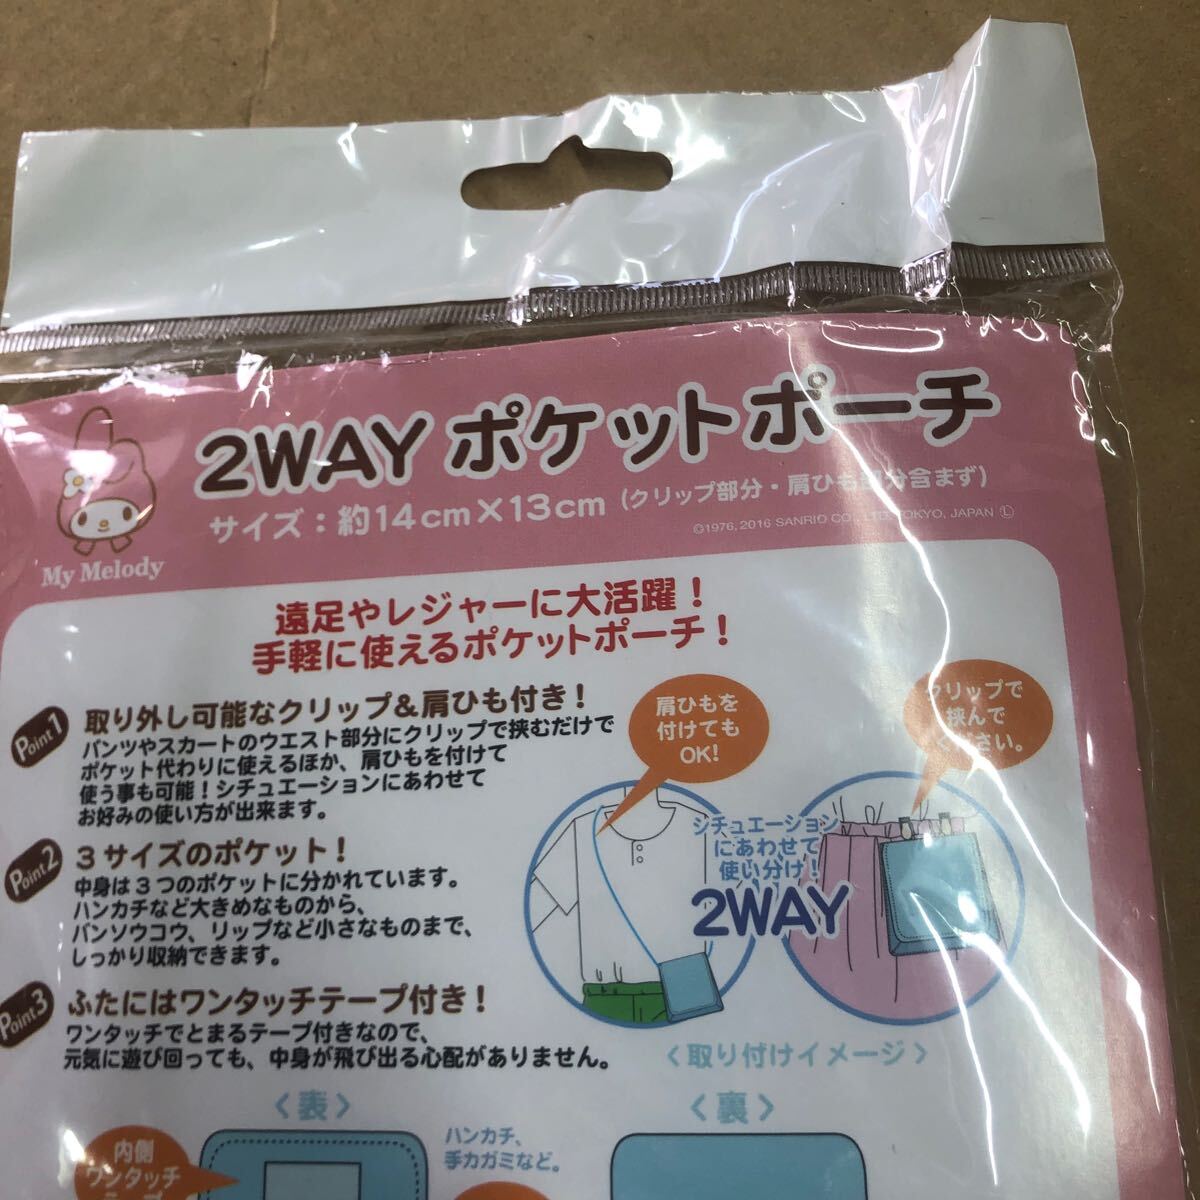 2WAY ポケットポーチ
サイズ：約14cm×13cm（クリップ部分・肩ひも部分含まず）
©1976, 2016 SANRIO CO., LTD. TOKYO, JAPAN Ⓛ
My Melody
遠足やレジャーに大活躍！
手軽に使えるポケットポーチ！
Point1
取り外し可能なクリップ＆肩ひも付き！
パンツやスカートのウエスト部分にクリップで挟むだけで
ポケット代わりに使えるほか、肩ひもを付けて
使う事も可能！シチュエーションにあわせて
お好みの使い方が出来ます。
Point2
3サイズのポケット！
中身は3つのポケットに分かれています。
ハンカチなど大きめなものから、
バンソウコウ、リップなど小さなものまで、
しっかり収納できます。
Point3
ふたにはワンタッチテープ付き！
ワンタッチでとまるテープ付きなので、
元気に遊び回っても、中身が飛び出る心配がありません。
肩ひもを
付けても
OK!
クリップで
挟んで
ください。
シチュエーション
にあわせて
使い分け！
2WAY
〈取り付けイメージ〉
〈表〉
〈裏〉
内側
ワンタッチ
テープ
ハンカチ、
手カガミなど。